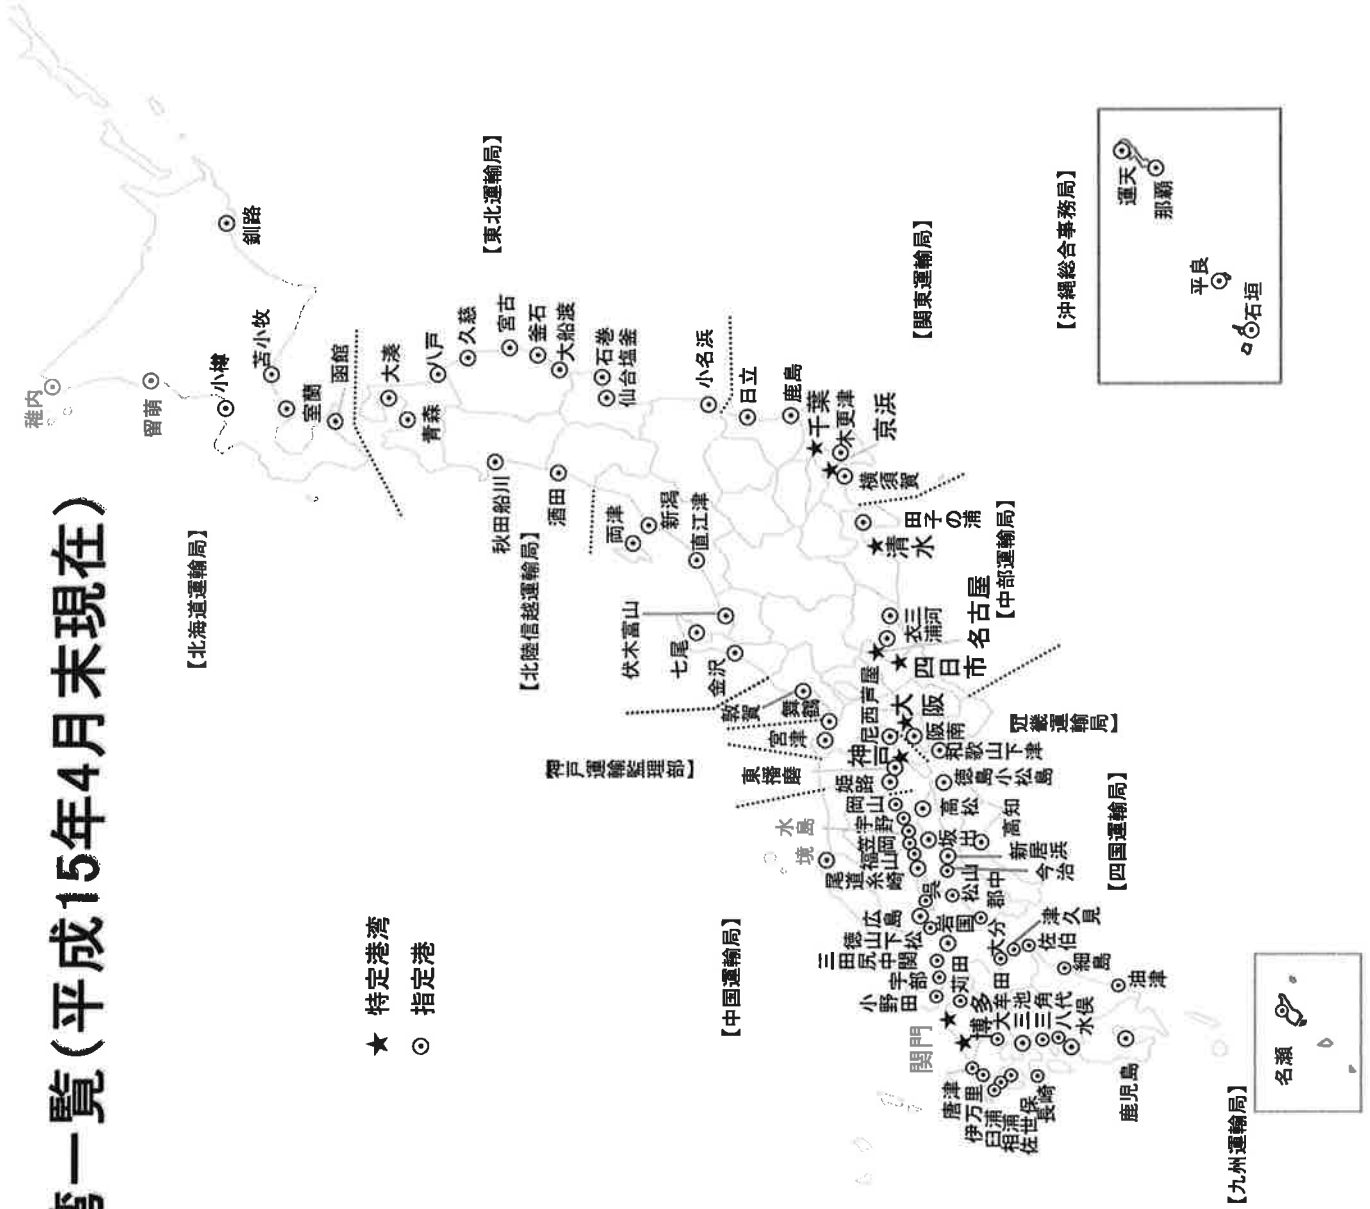 湾一覧(平成15年4月末現在)
★ 特定港湾
⊙ 指定港
【北海道運輸局】
稚内
留萌
小樽
釧路
苫小牧
室蘭
函館
【東北運輸局】
大湊
青森
八戸
久慈
宮古
釜石
大船渡
石巻
仙台塩釜
小名浜
秋田船川
酒田
【北陸信越運輸局】
両津
新潟
直江津
伏木富山
七尾
金沢
【関東運輸局】
日立
鹿島
千葉
木更津
京浜
横須賀
【中部運輸局】
田子の浦
清水
三河
衣浦
名古屋
四日市
【近畿運輸局】
敦賀
舞鶴
宮津
尼西芦屋
大阪
阪南
和歌山下津
【神戸運輸監理部】
神戸
東播磨
姫路
【中国運輸局】
水島
境
岡山
宇野
笠岡
福山
尾道糸崎
呉
広島
岩国
徳山下松
三田尻中関
宇部
小野田
【四国運輸局】
徳島小松島
高松
坂出
高知
新居浜
今治
松山
郡中
【九州運輸局】
関門
苅田
博多
大分
津久見
佐伯
細島
油津
大牟田
三池
三角
八代
水俣
唐津
伊万里
臼浦
相浦
佐世保
長崎
鹿児島
名瀬
【沖縄総合事務局】
運天
那覇
平良
石垣